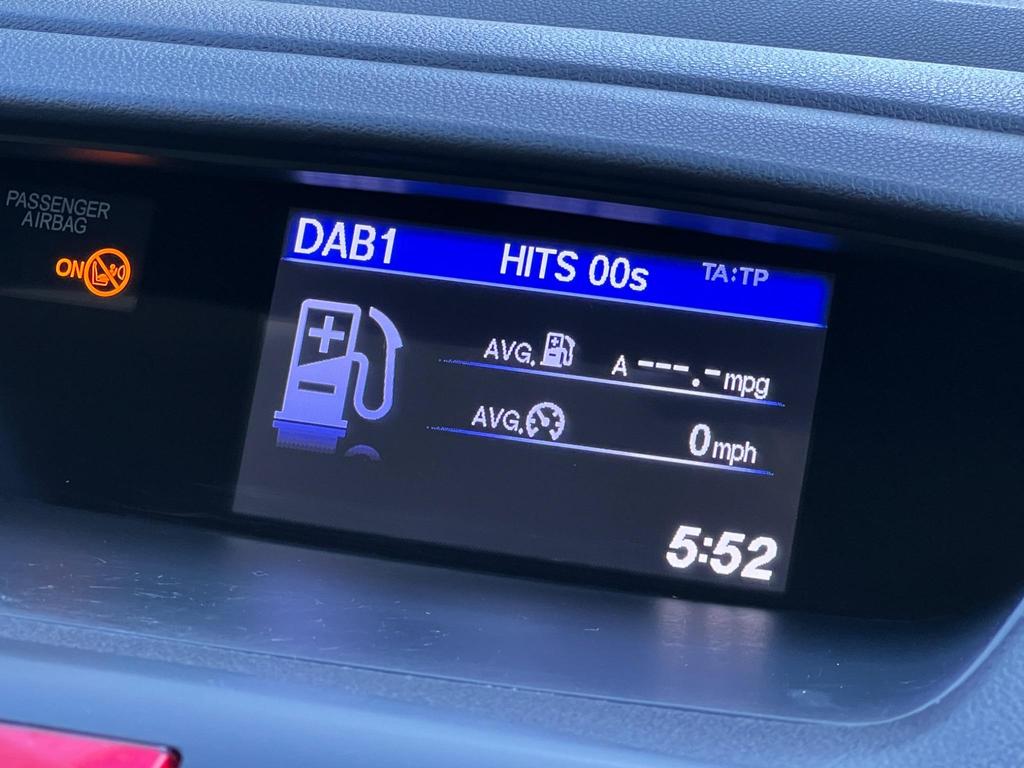 PASSENGER
AIRBAG
ON
DAB1 HITS 00s TA:TP
AVG. A ---.- mpg
AVG. 0 mph
5:52